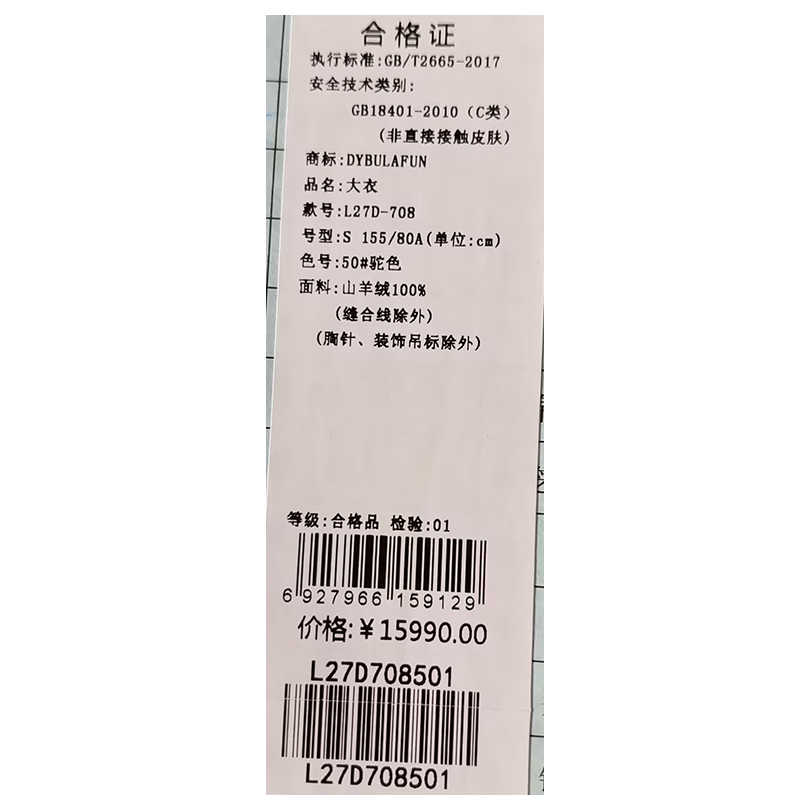 合格证
执行标准:GB/T2665-2017
安全技术类别:
GB18401-2010（C类）
(非直接接触皮肤)
商标:DYBULAFUN
品名:大衣
款号:L27D-708
号型:S 155/80A(单位:cm)
色号:50#驼色
面料:山羊绒100%
(缝合线除外)
(胸针、装饰吊标除外)
等级:合格品 检验:01
6 927966 159129
价格:￥15990.00
L27D708501
L27D708501